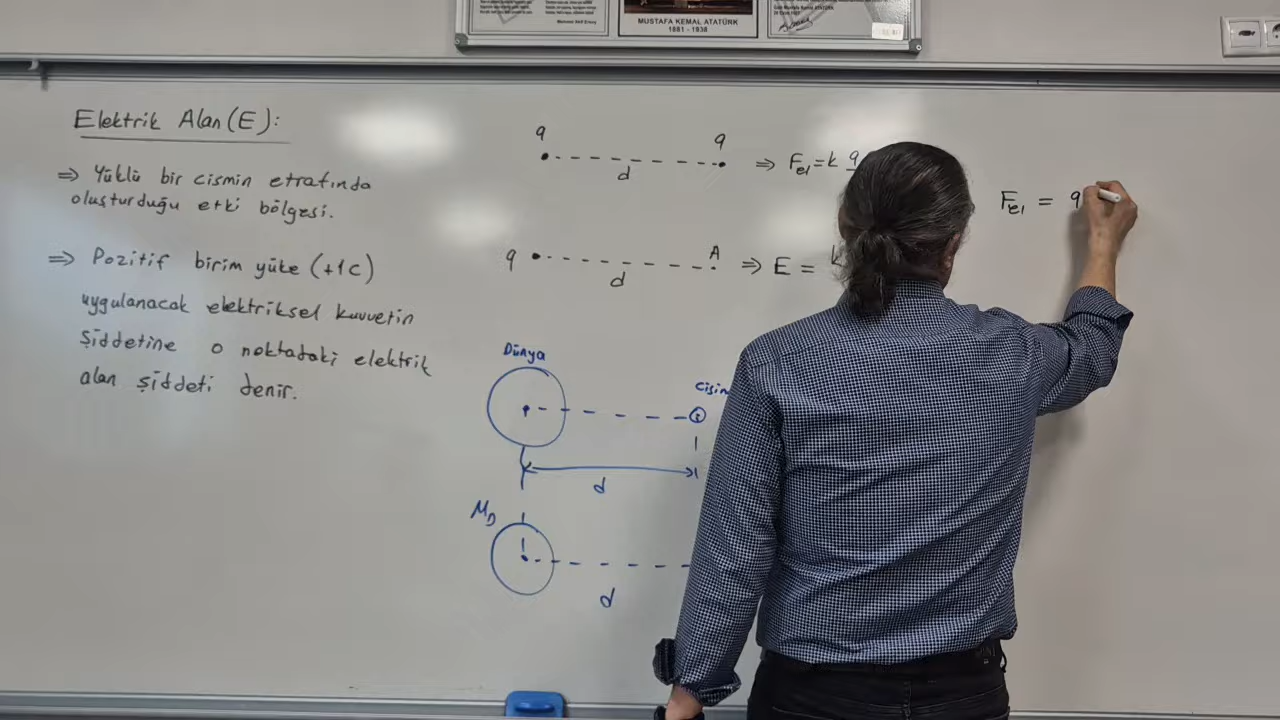 MUSTAFA KEMAL ATATÜRK
1881 - 1938
Elektrik Alan (E):
⇒ Yüklü bir cismin etrafında
oluşturduğu etki bölgesi.
⇒ Pozitif birim yüke (+1C)
uygulanacak elektriksel kuvvetin
şiddetine o noktadaki elektrik
alan şiddeti denir.
q q
d ⇒ Fel = k q
q A
d ⇒ E = k
Fel = q
Dünya
Cisim
d
MD
d